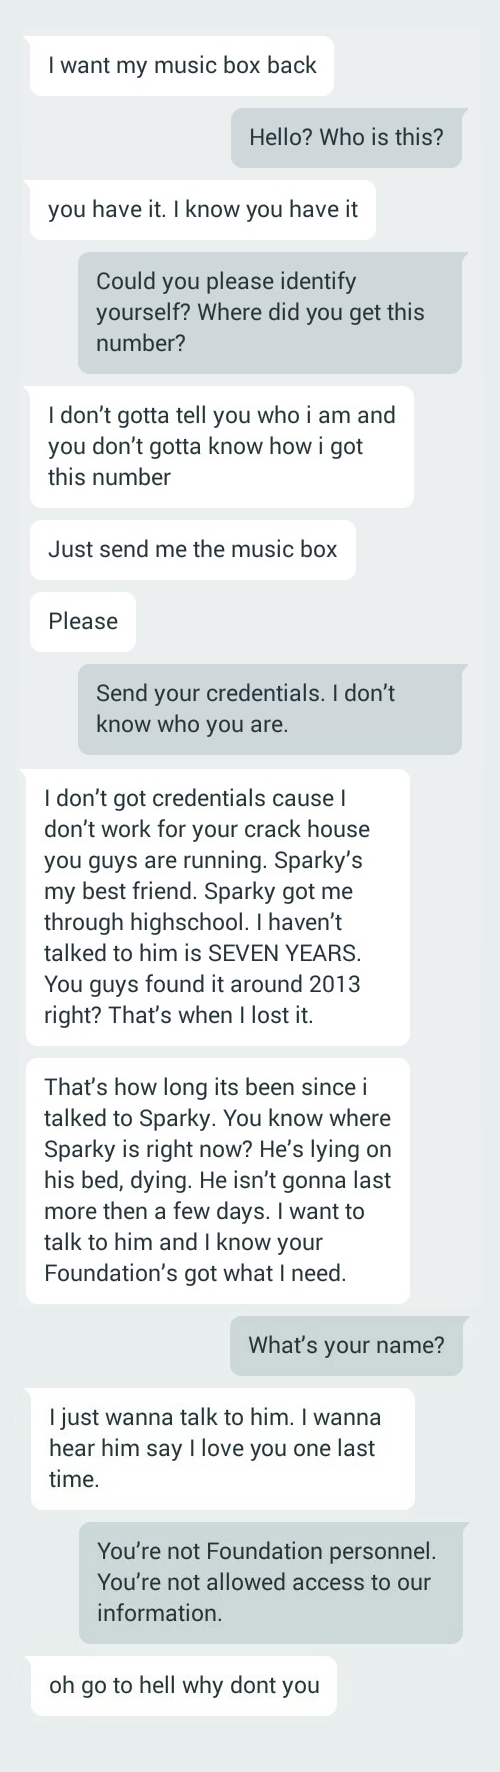 I want my music box back
Hello? Who is this?
you have it. I know you have it
Could you please identify
yourself? Where did you get this
number?
I don't gotta tell you who i am and
you don't gotta know how i got
this number
Just send me the music box
Please
Send your credentials. I don't
know who you are.
I don't got credentials cause I
don't work for your crack house
you guys are running. Sparky's
my best friend. Sparky got me
through highschool. I haven't
talked to him is SEVEN YEARS.
You guys found it around 2013
right? That's when I lost it.
That's how long its been since i
talked to Sparky. You know where
Sparky is right now? He's lying on
his bed, dying. He isn't gonna last
more then a few days. I want to
talk to him and I know your
Foundation's got what I need.
What's your name?
I just wanna talk to him. I wanna
hear him say I love you one last
time.
You're not Foundation personnel.
You're not allowed access to our
information.
oh go to hell why dont you